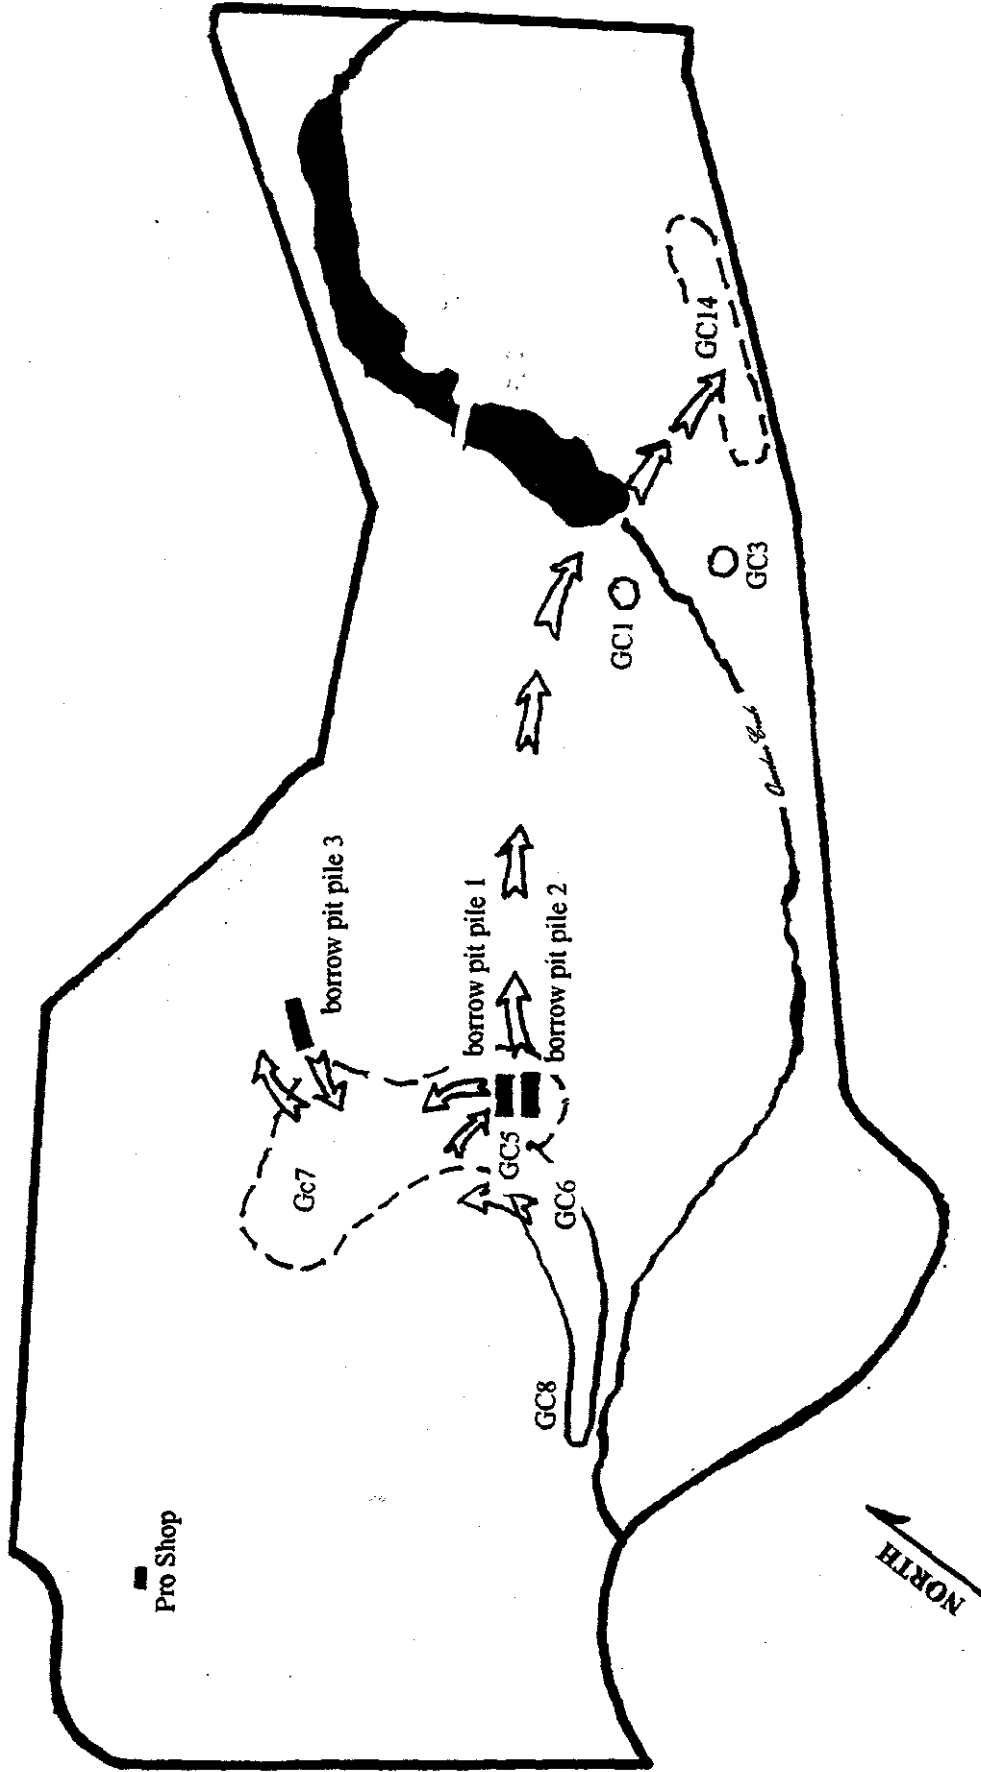 Pro Shop
Gc7
borrow pit pile 3
borrow pit pile 1
GC5
borrow pit pile 2
GC6
GC8
GC1
GC14
GC3
NORTH